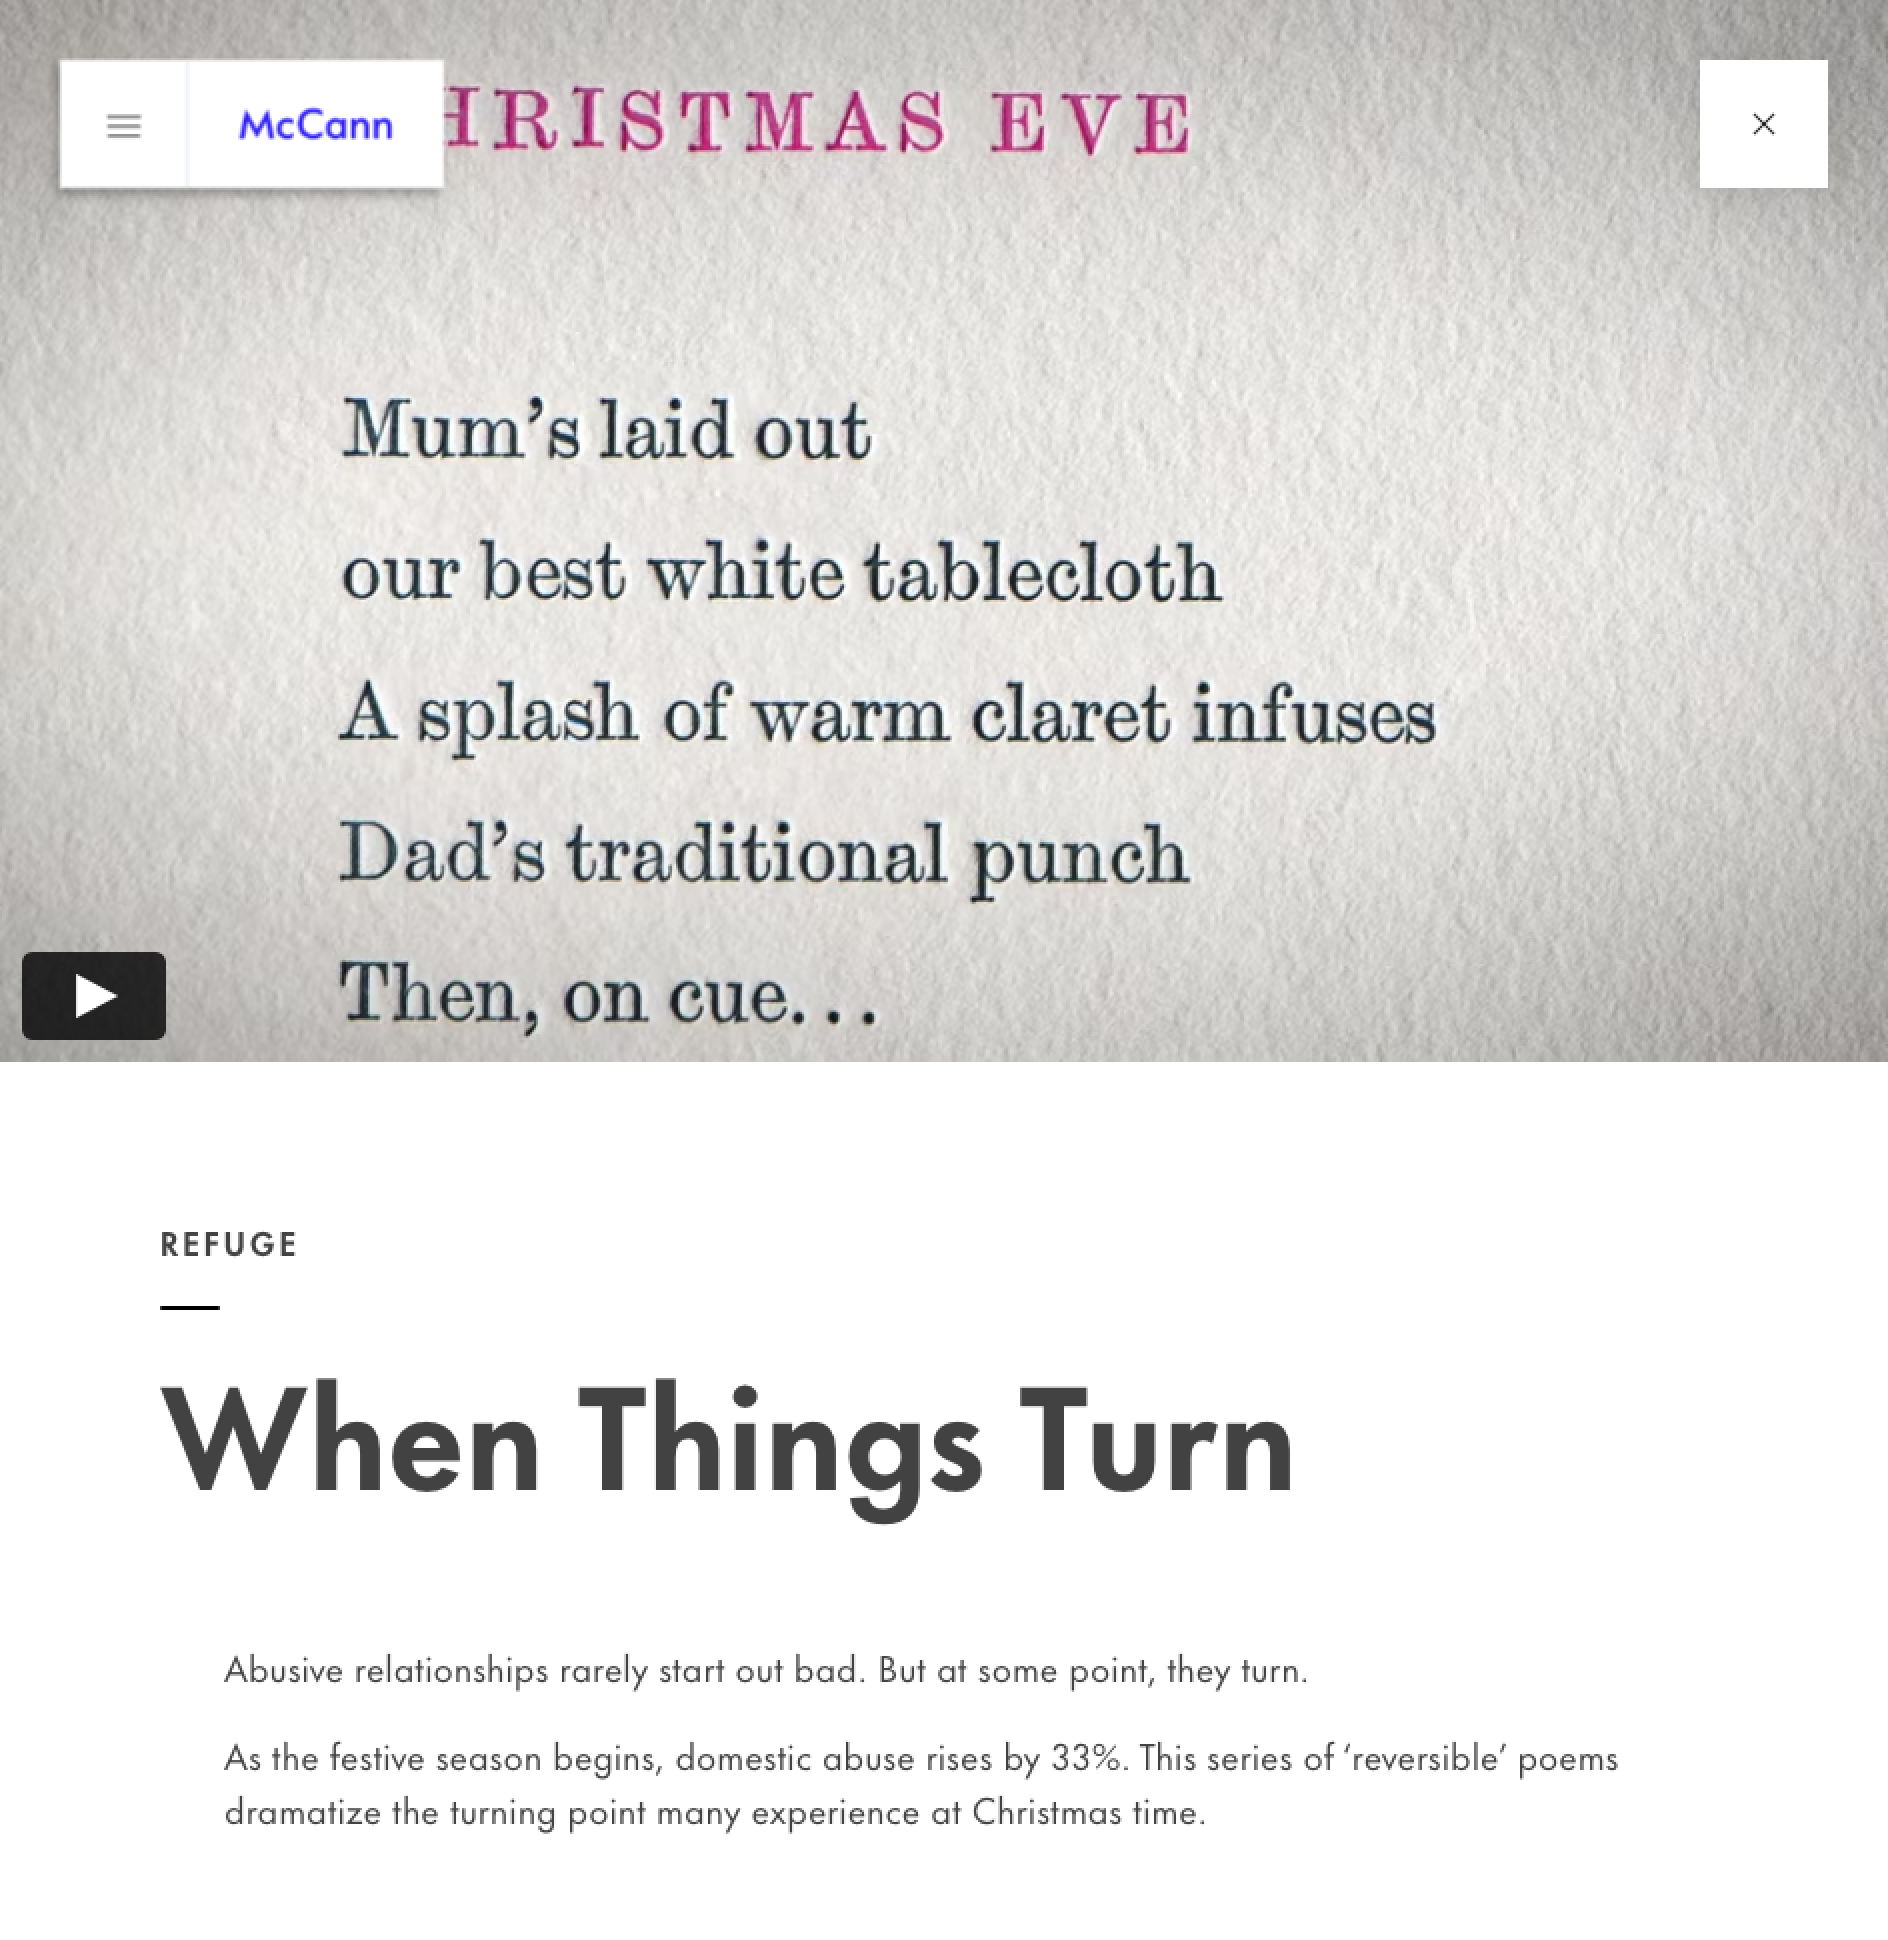 McCann
HRISTMAS EVE
Mum's laid out
our best white tablecloth
A splash of warm claret infuses
Dad's traditional punch
Then, on cue...
REFUGE
When Things Turn
Abusive relationships rarely start out bad. But at some point, they turn.
As the festive season begins, domestic abuse rises by 33%. This series of ‘reversible’ poems
dramatize the turning point many experience at Christmas time.